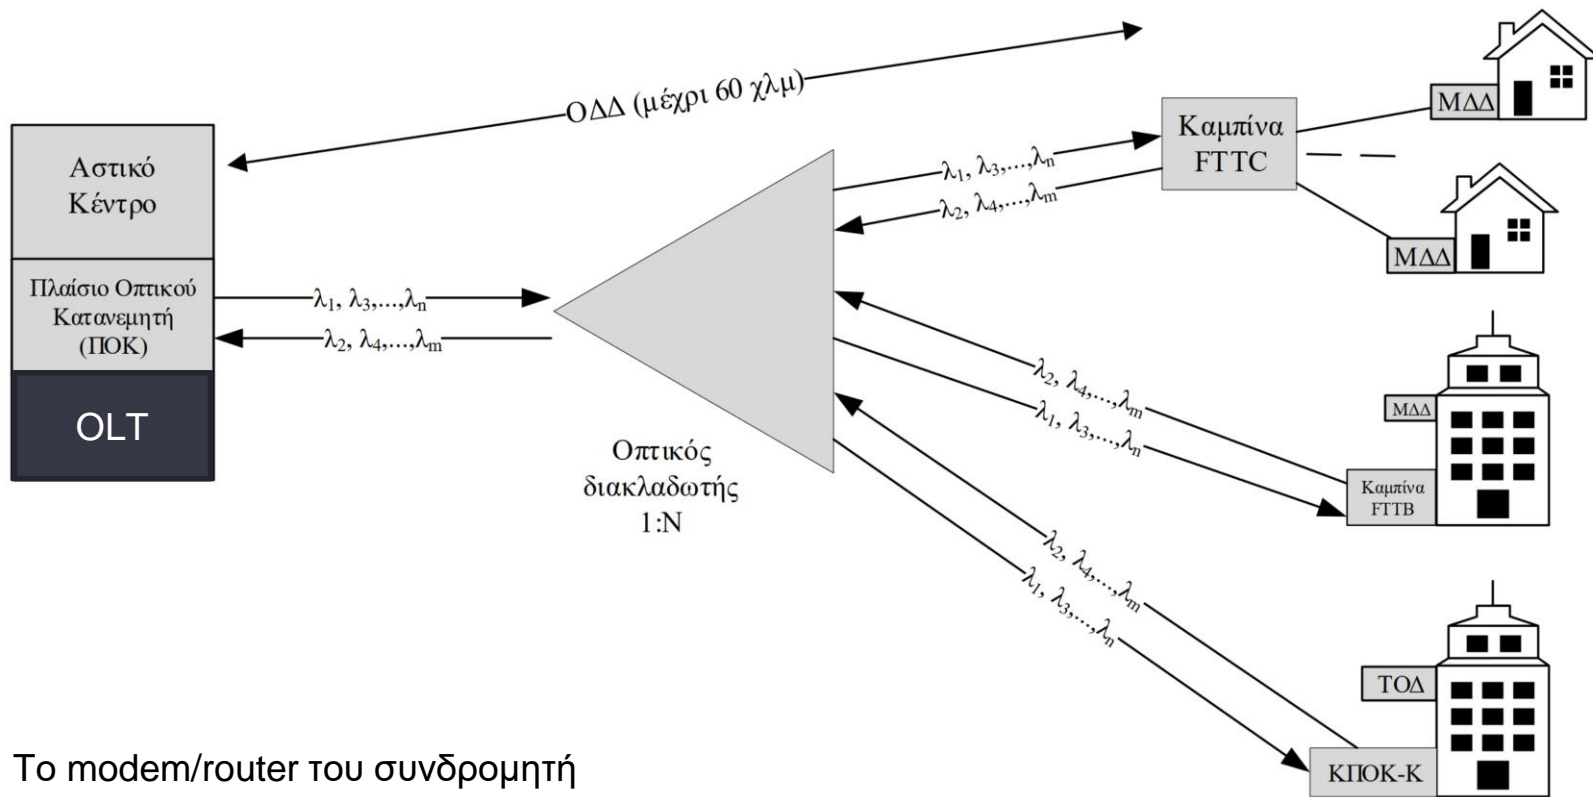 ΟΔΔ (μέχρι 60 χλμ)
Αστικό
Κέντρο
Πλαίσιο Οπτικού
Κατανεμητή
(ΠΟΚ)
OLT
λ1, λ3,...,λn
λ2, λ4,...,λm
Οπτικός
διακλαδωτής
1:N
λ1, λ3,...,λn
λ2, λ4,...,λm
Καμπίνα
FTTC
ΜΔΔ
ΜΔΔ
λ2, λ4,...,λm
λ1, λ3,...,λn
ΜΔΔ
Καμπίνα
FTTB
λ2, λ4,...,λm
λ1, λ3,...,λn
ΤΟΔ
ΚΠΟΚ-Κ
Το modem/router του συνδρομητή